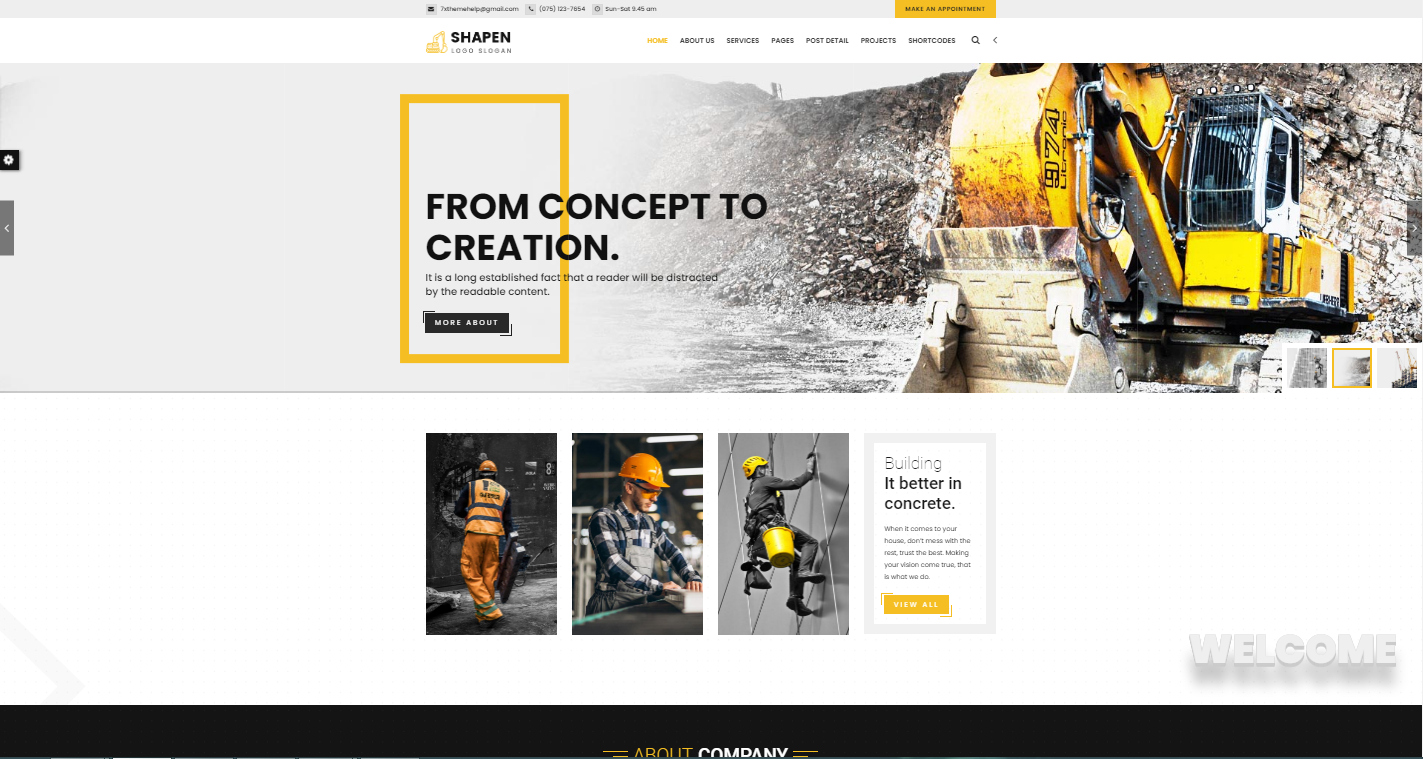 7xthemehelp@gmail.com (075) 123-7654 Sun-Sat 9.45 am MAKE AN APPOINTMENT
SHAPEN
LOGO SLOGAN
HOME ABOUT US SERVICES PAGES POST DETAIL PROJECTS SHORTCODES
974
Litronic
LIEBHERR
FROM CONCEPT TO
CREATION.
It is a long established fact that a reader will be distracted
by the readable content.
MORE ABOUT
Building
It better in
concrete.
When it comes to your
house, don't mess with the
rest, trust the best. Making
your vision come true, that
is what we do.
VIEW ALL
WELCOME
ABOUT COMPANY